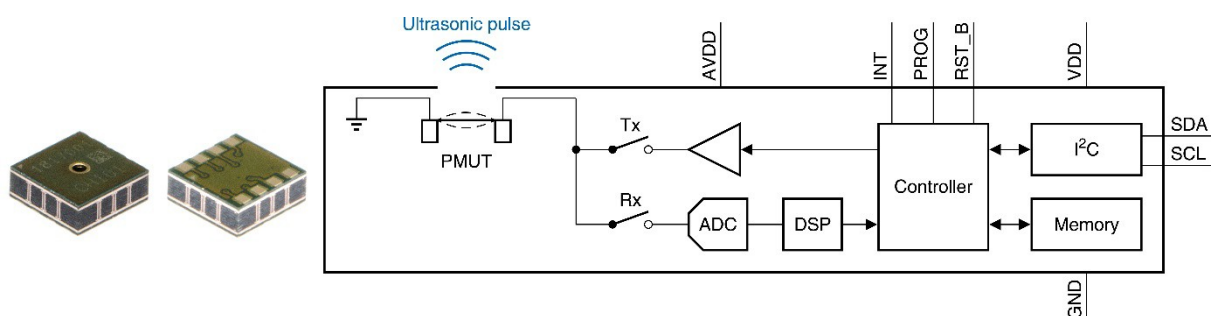 Ultrasonic pulse
AVDD
INT
PROG
RST_B
VDD
SDA
SCL
PMUT
Tx
Rx
ADC
DSP
Controller
I²C
Memory
GND